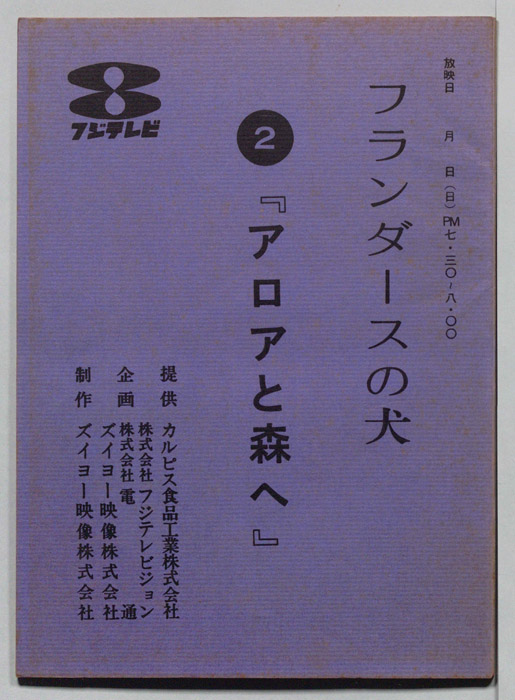 放映日　月　日（日）PM七・三〇〜八・〇〇
フランダースの犬
2
『アロアと森へ』
フジテレビ
提供　カルピス食品工業株式会社
企画　株式会社　フジテレビジョン
株式会社　電通
ズイヨー映像株式会社
制作　ズイヨー映像株式会社